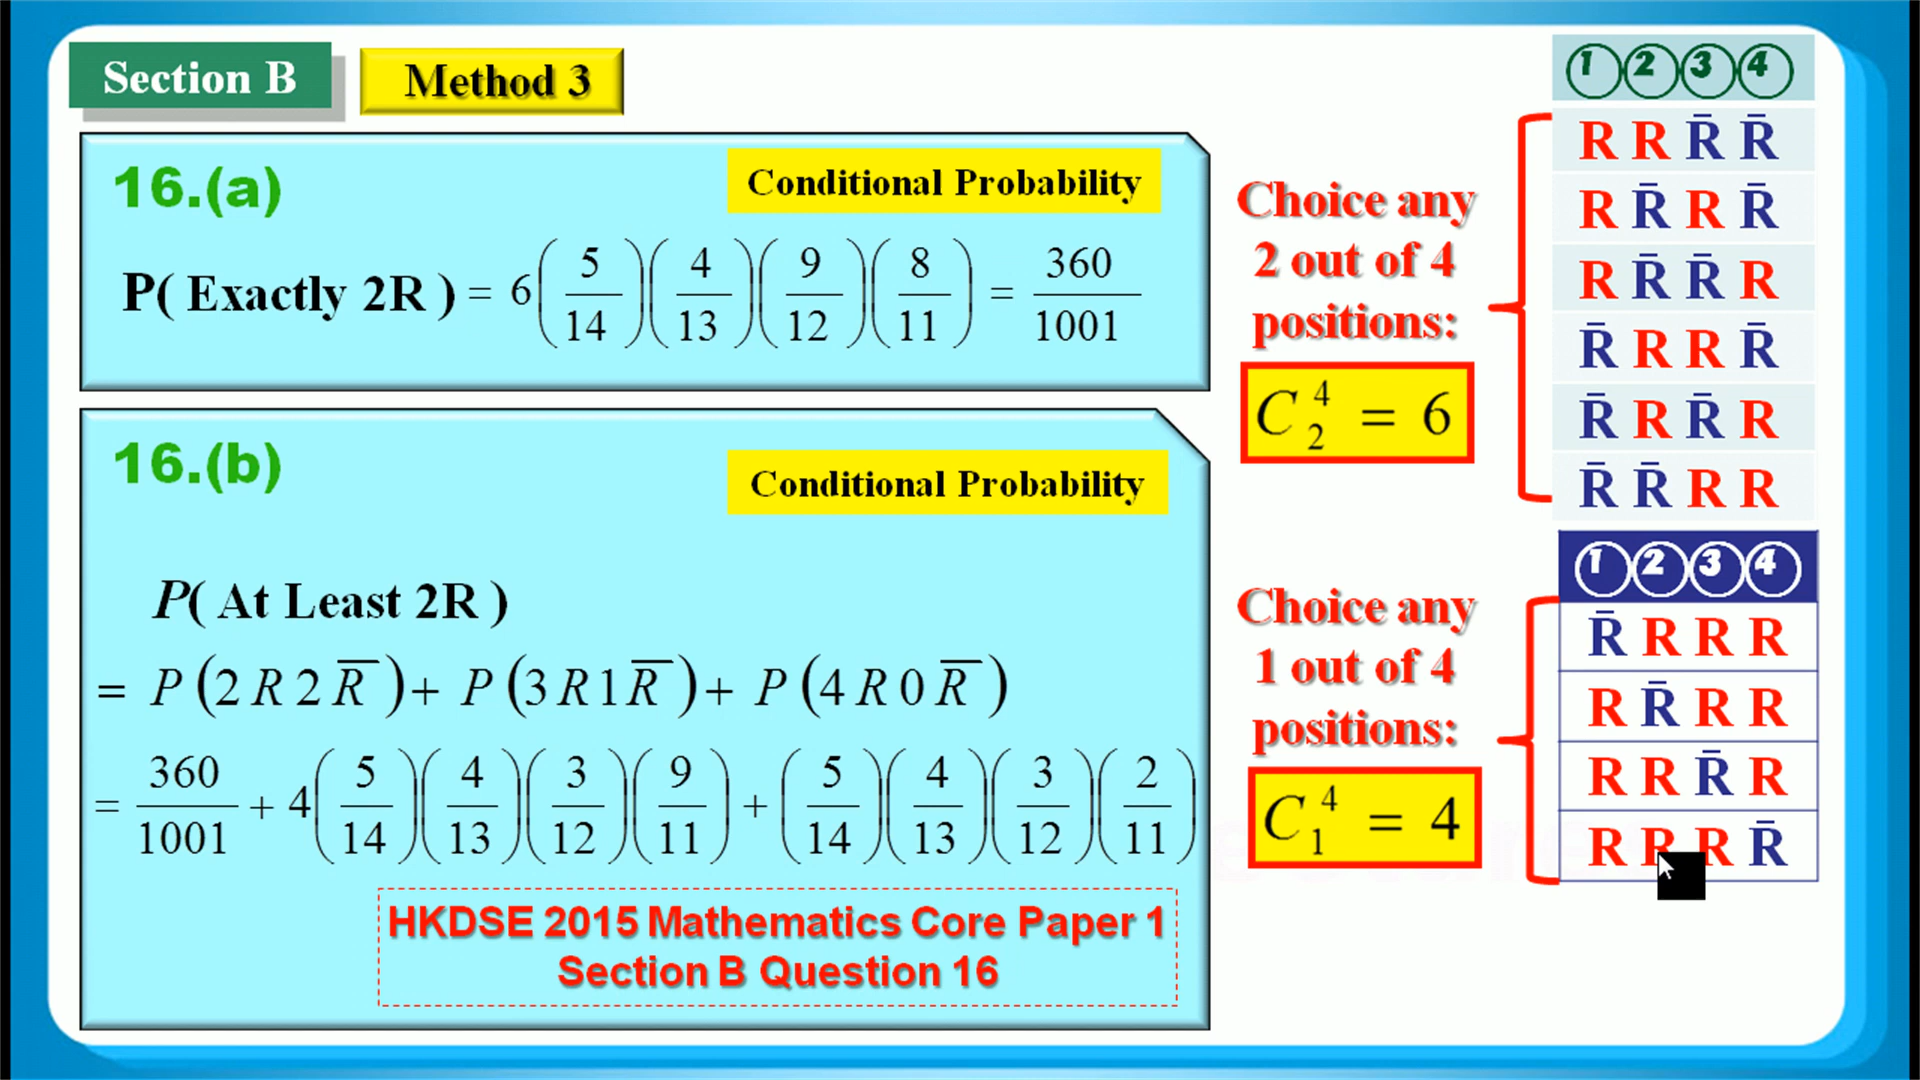 Section B
Method 3
16.(a)
Conditional Probability
P( Exactly 2R ) = 6(5/14)(4/13)(9/12)(8/11) = 360/1001
16.(b)
Conditional Probability
P( At Least 2R )
= P(2R2R̄) + P(3R1R̄) + P(4R0R̄)
= 360/1001 + 4(5/14)(4/13)(3/12)(9/11) + (5/14)(4/13)(3/12)(2/11)
HKDSE 2015 Mathematics Core Paper 1
Section B Question 16
Choice any
2 out of 4
positions:
C⁴₂ = 6
1 2 3 4
R R R̄ R̄
R R̄ R R̄
R R̄ R̄ R
R̄ R R R̄
R̄ R R̄ R
R̄ R̄ R R
Choice any
1 out of 4
positions:
C⁴₁ = 4
1 2 3 4
R̄ R R R
R R̄ R R
R R R̄ R
R R R R̄